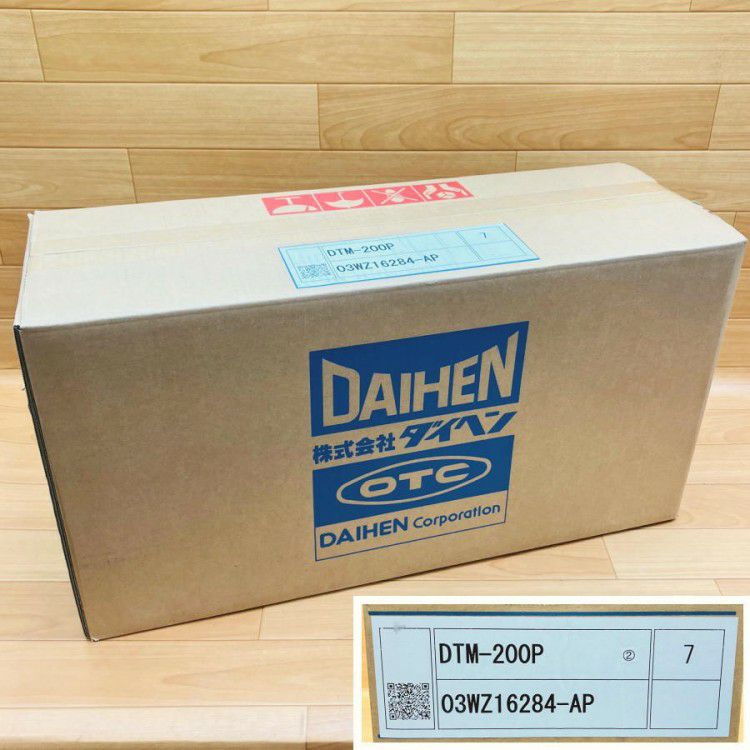 DTM-200P 7
03WZ16284-AP
DAIHEN
株式会社ダイヘン
OTC
DAIHEN Corporation
DTM-200P ② 7
03WZ16284-AP